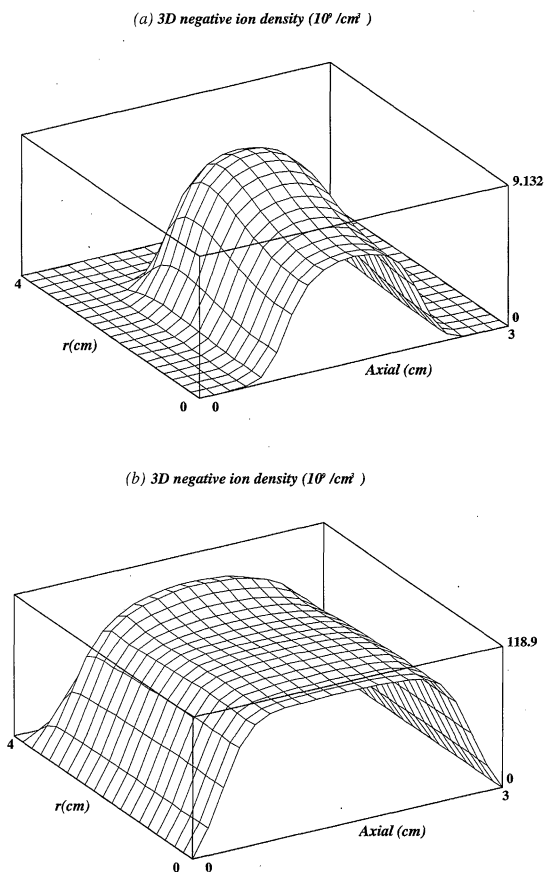 (a) 3D negative ion density (10⁹ /cm³ )
9.132
4
0
3
r(cm)
Axial (cm)
0 0
(b) 3D negative ion density (10⁹ /cm³ )
118.9
4
0
3
r(cm)
Axial (cm)
0 0